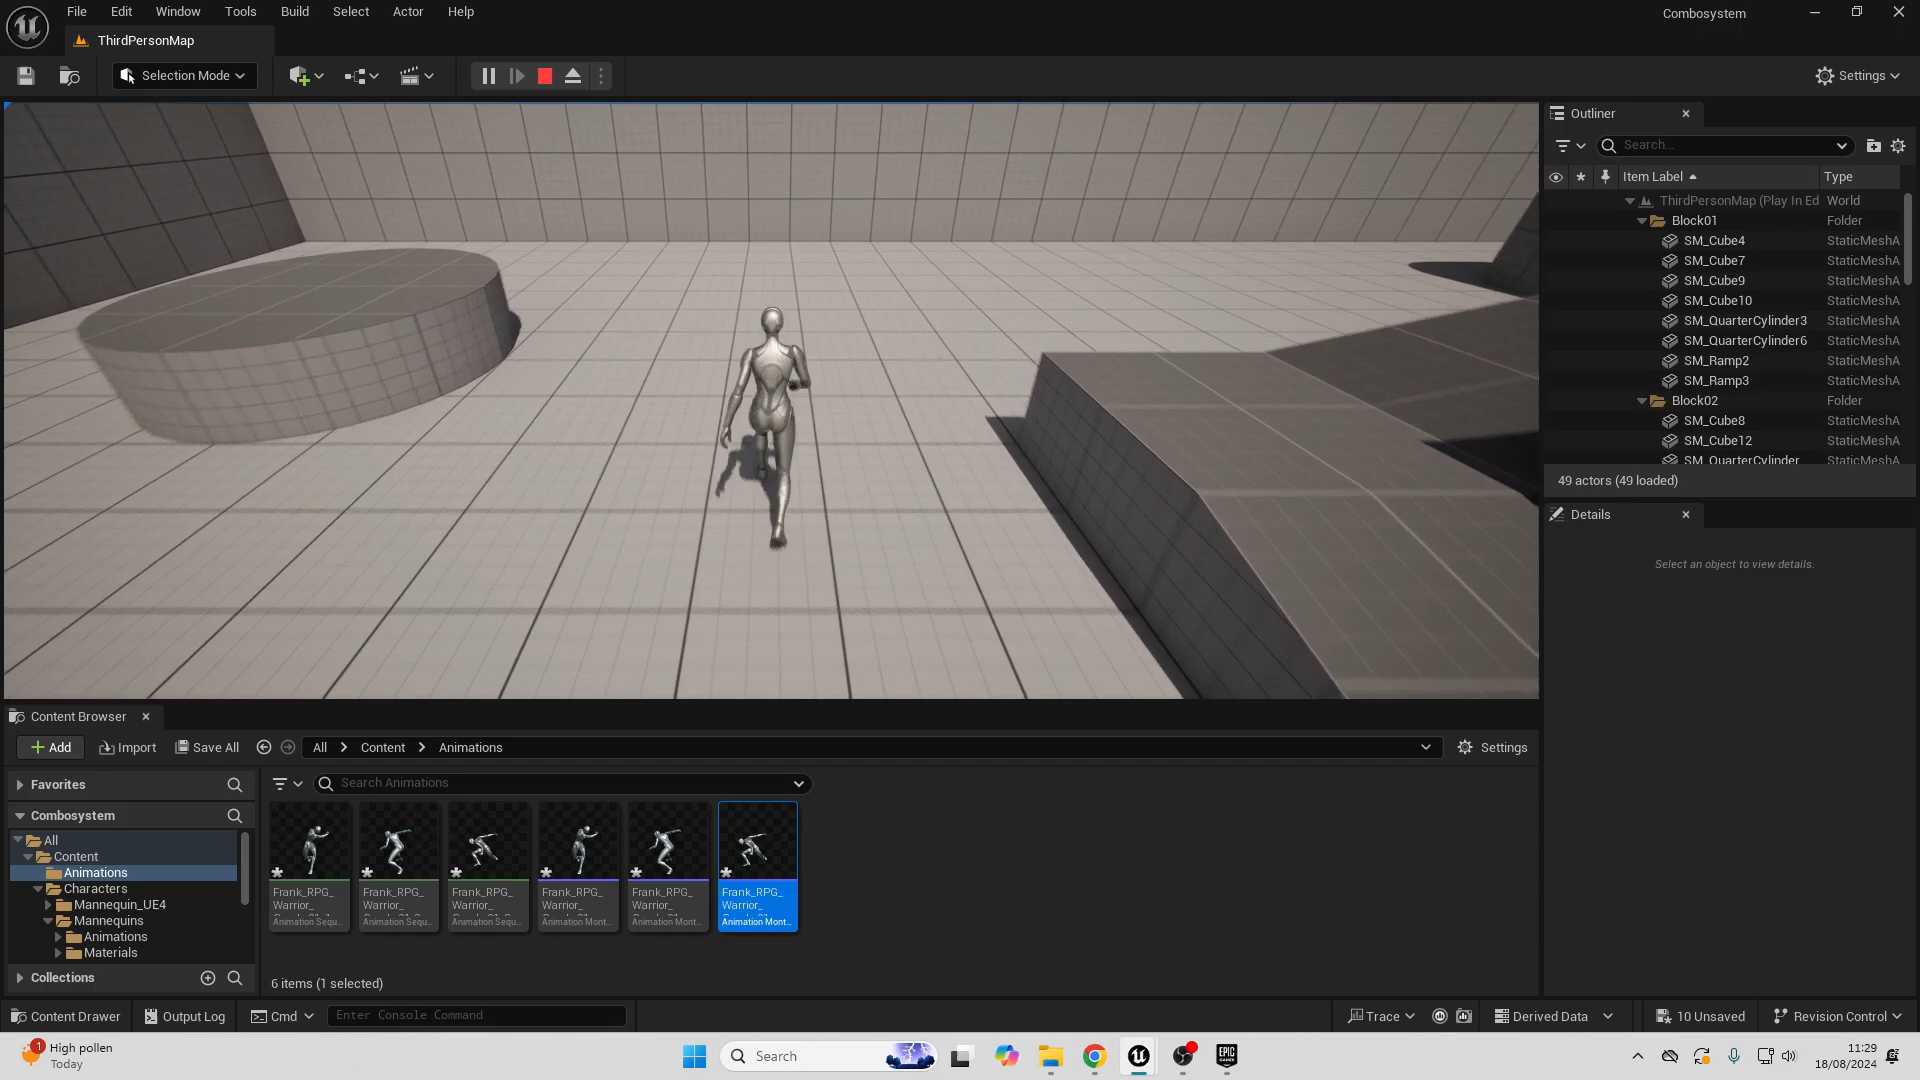 File Edit Window Tools Build Select Actor Help
Combosystem
ThirdPersonMap
Selection Mode
Settings
Outliner
Search...
Item Label Type
ThirdPersonMap (Play In Ed World
Block01 Folder
SM_Cube4 StaticMeshA
SM_Cube7 StaticMeshA
SM_Cube9 StaticMeshA
SM_Cube10 StaticMeshA
SM_QuarterCylinder3 StaticMeshA
SM_QuarterCylinder6 StaticMeshA
SM_Ramp2 StaticMeshA
SM_Ramp3 StaticMeshA
Block02 Folder
SM_Cube8 StaticMeshA
SM_Cube12 StaticMeshA
SM_QuarterCylinder StaticMeshA
49 actors (49 loaded)
Details
Select an object to view details.
Content Browser
Add Import Save All All Content Animations Settings
Favorites
Search Animations
Combosystem
All
Content
Animations
Characters
Mannequin_UE4
Mannequins
Animations
Materials
Collections
Frank_RPG_
Warrior_
Animation Sequ...
Frank_RPG_
Warrior_
Animation Sequ...
Frank_RPG_
Warrior_
Animation Sequ...
Frank_RPG_
Warrior_
Animation Mont...
Frank_RPG_
Warrior_
Animation Mont...
Frank_RPG_
Warrior_
Animation Mont...
6 items (1 selected)
Content Drawer Output Log Cmd Enter Console Command Trace Derived Data 10 Unsaved Revision Control
1
High pollen
Today
Search
EPIC
GAMES
11:29
18/08/2024